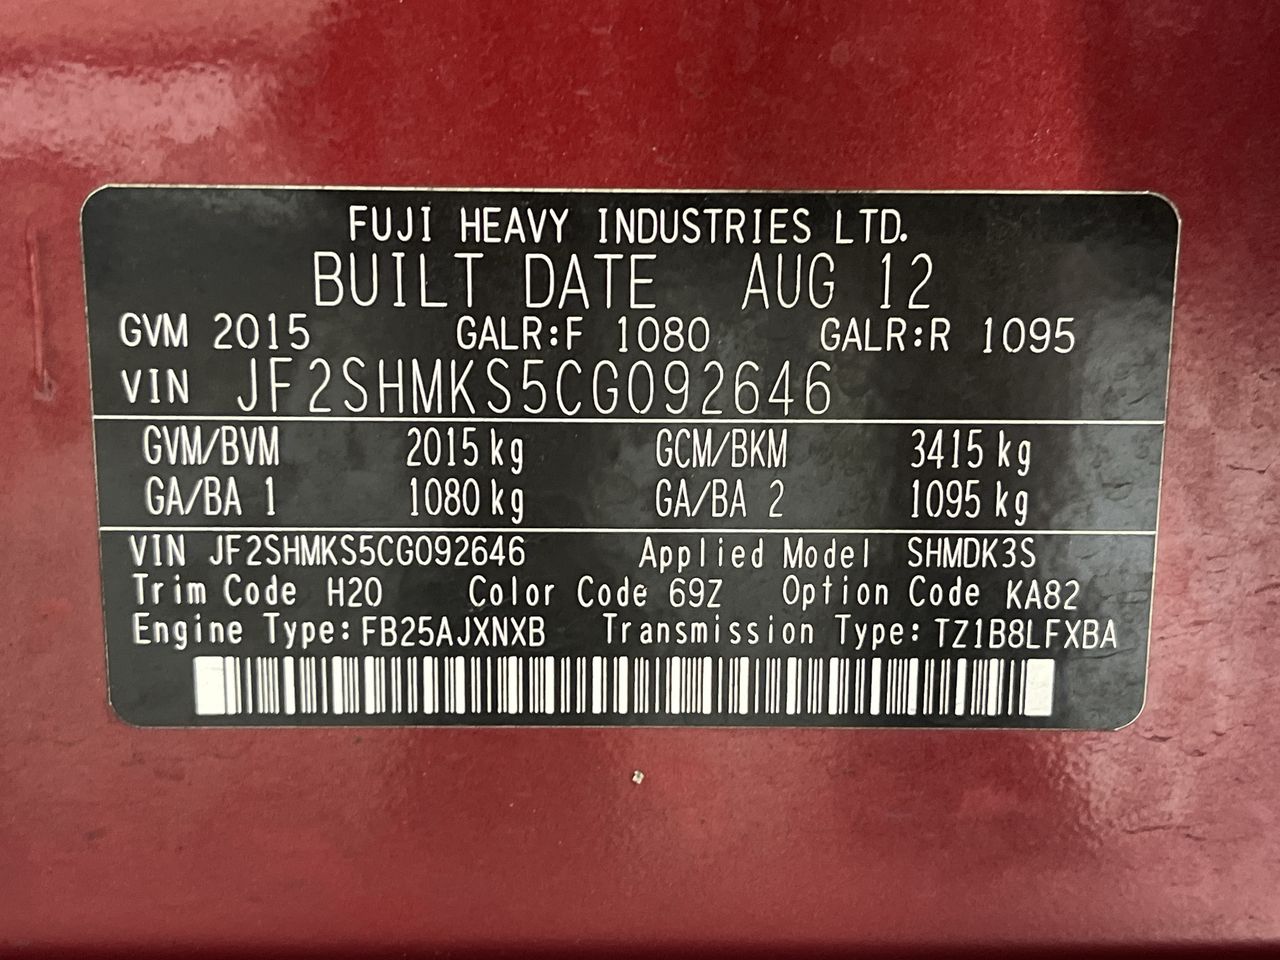 FUJI HEAVY INDUSTRIES LTD.
BUILT DATE AUG 12
GVM 2015 GALR:F 1080 GALR:R 1095
VIN JF2SHMKS5CG092646
GVM/BVM 2015 kg GCM/BKM 3415 kg
GA/BA 1 1080 kg GA/BA 2 1095 kg
VIN JF2SHMKS5CG092646 Applied Model SHMDK3S
Trim Code H20 Color Code 69Z Option Code KA82
Engine Type: FB25AJXNXB Transmission Type: TZ1B8LFXBA